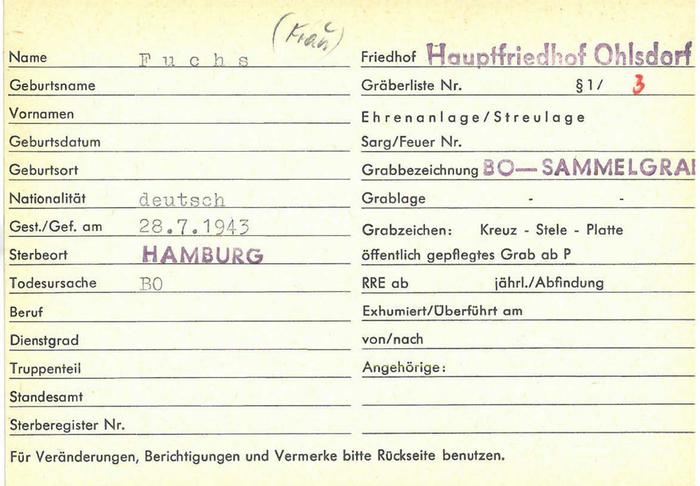 (Frau)
Name F u c h s
Geburtsname
Vornamen
Geburtsdatum
Geburtsort
Nationalität deutsch
Gest./Gef. am 28.7.1943
Sterbeort HAMBURG
Todesursache BO
Beruf
Dienstgrad
Truppenteil
Standesamt
Sterberegister Nr.
Friedhof Hauptfriedhof Ohlsdorf
Gräberliste Nr. § 1/ 3
Ehrenanlage/Streulage
Sarg/Feuer Nr.
Grabbezeichnung BO—SAMMELGRA
Grablage - -
Grabzeichen: Kreuz - Stele - Platte
öffentlich gepflegtes Grab ab P
RRE ab jährl./Abfindung
Exhumiert/Überführt am
von/nach
Angehörige:
Für Veränderungen, Berichtigungen und Vermerke bitte Rückseite benutzen.